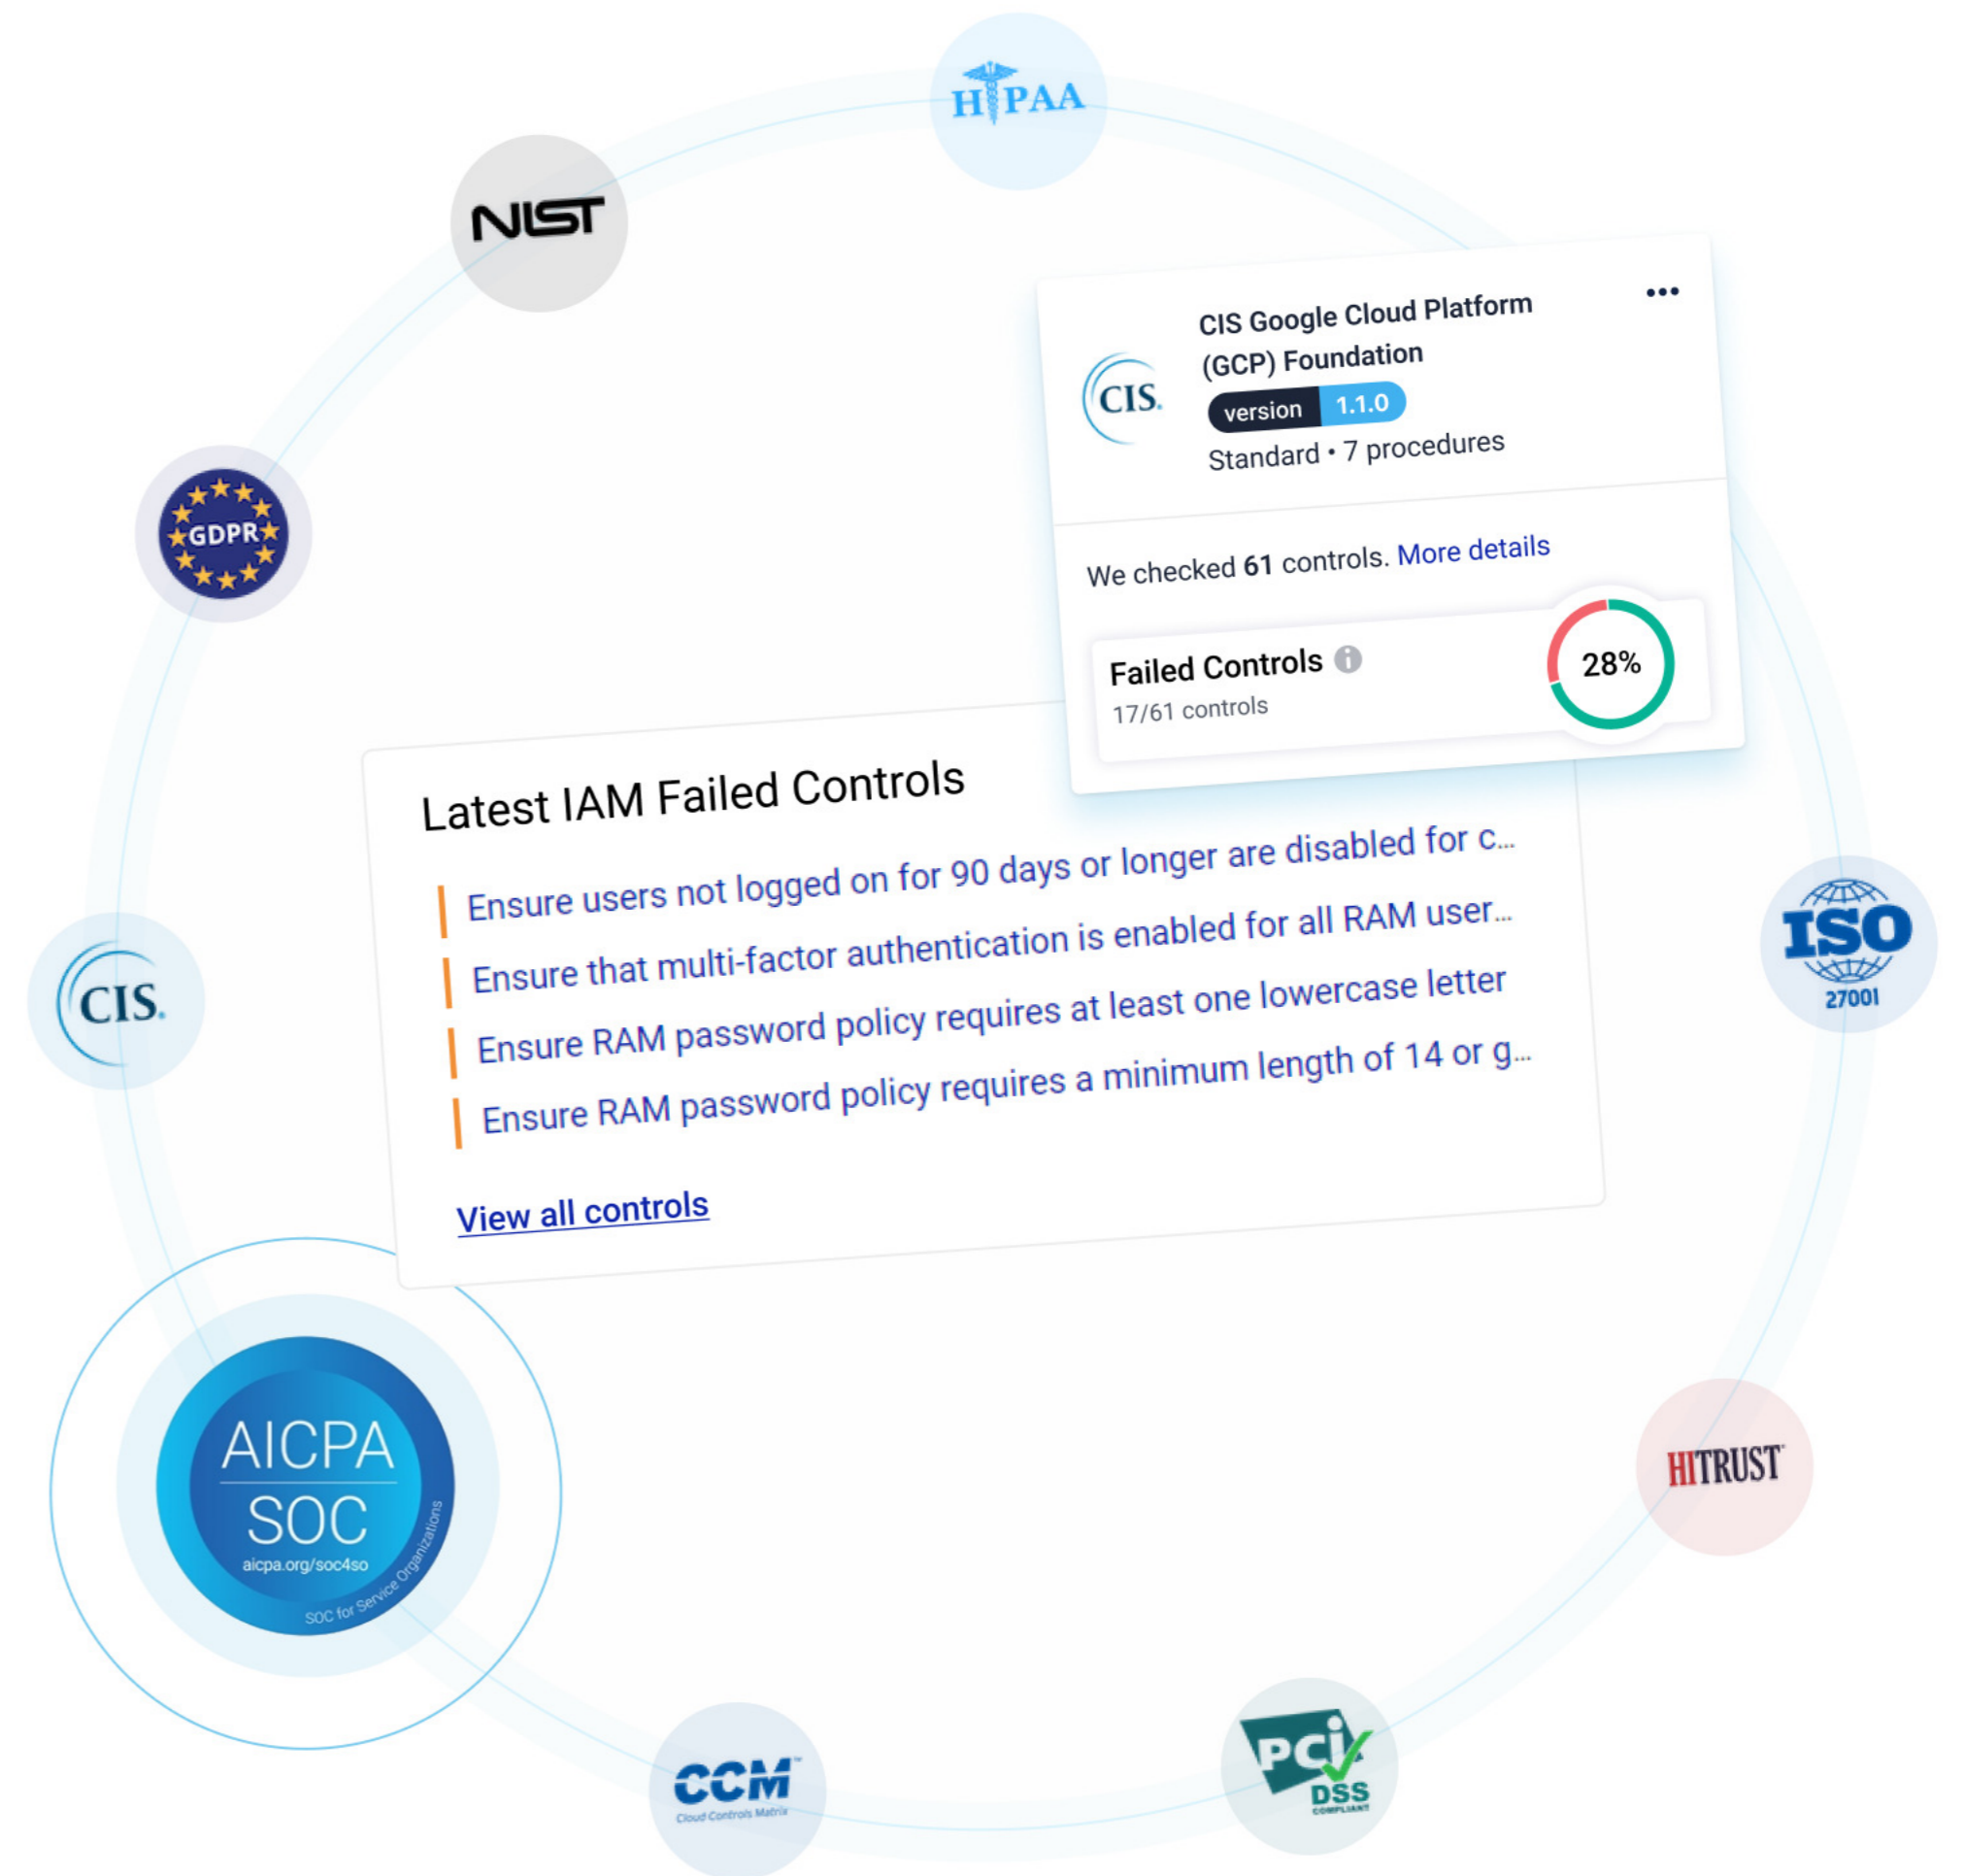 HIPAA
NIST
CIS Google Cloud Platform
(GCP) Foundation
version 1.1.0
Standard • 7 procedures
CIS.
We checked 61 controls. More details
Failed Controls
17/61 controls
28%
GDPR
Latest IAM Failed Controls
Ensure users not logged on for 90 days or longer are disabled for c...
Ensure that multi-factor authentication is enabled for all RAM user...
Ensure RAM password policy requires at least one lowercase letter
Ensure RAM password policy requires a minimum length of 14 or g...
View all controls
CIS.
ISO
27001
AICPA
SOC
aicpa.org/soc4so
SOC for Service Organizations
HITRUST
CCM™
Cloud Controls Matrix
PCI
DSS
COMPLIANT